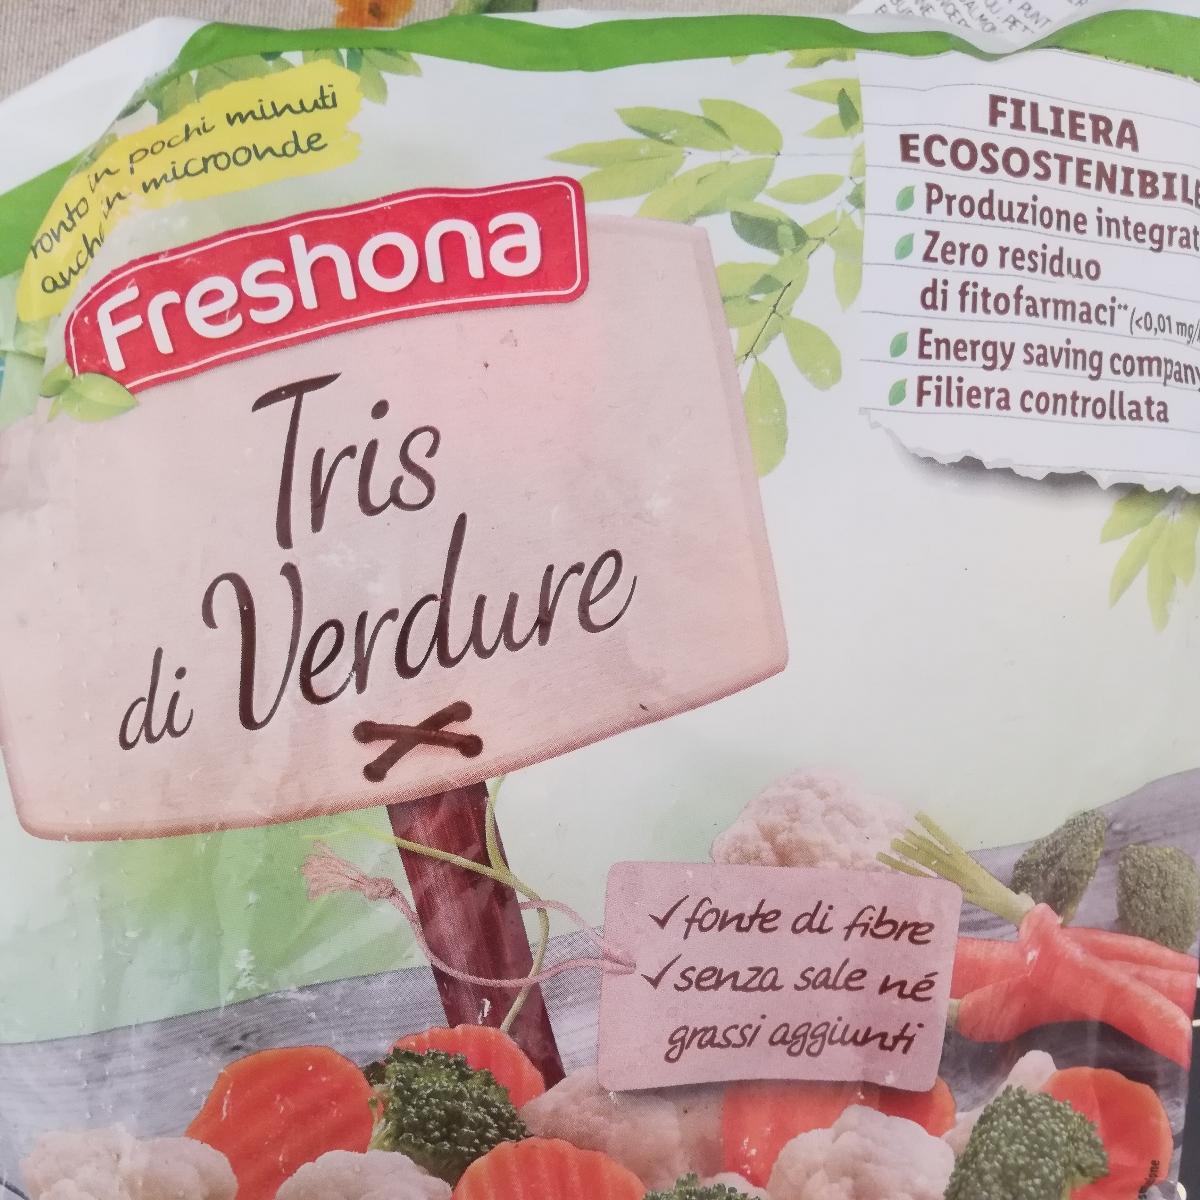 ronto in pochi minuti
anche in microonde
Freshona
Tris
di Verdure
FILIERA
ECOSOSTENIBILE
Produzione integrat
Zero residuo
di fitofarmaci** (<0,01 mg/
Energy saving company
Filiera controllata
✓fonte di fibre
✓senza sale né
grassi aggiunti